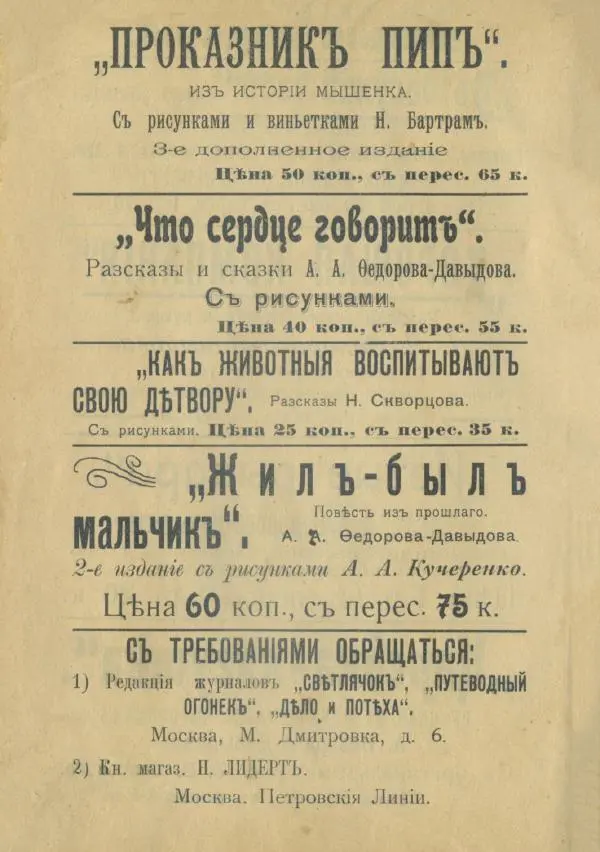 „ПРОКАЗНИКЪ ПИПЪ“.
ИЗЪ ИСТОРІИ МЫШЕНКА.
Съ рисунками и виньетками Н. Бартрамъ.
3-е дополненное изданіе
Цѣна 50 коп., съ перес. 65 к.
„Что сердце говоритъ“.
Разсказы и сказки А. А. Ѳедорова-Давыдова.
Съ рисунками.
Цѣна 40 коп., съ перес. 55 к.
„КАКЪ ЖИВОТНЫЯ ВОСПИТЫВАЮТЪ
СВОЮ ДѢТВОРУ“. Разсказы Н. Скворцова.
Съ рисунками. Цѣна 25 коп., съ перес. 35 к.
„Жилъ-былъ
мальчикъ“. Повѣсть изъ прошлаго.
А. А. Ѳедорова-Давыдова.
2-е изданіе съ рисунками А. А. Кучеренко.
Цѣна 60 коп., съ перес. 75 к.
СЪ ТРЕБОВАНІЯМИ ОБРАЩАТЬСЯ:
1) Редакція журналовъ „СВѢТЛЯЧОКЪ“, „ПУТЕВОДНЫЙ
ОГОНЕКЪ“, „ДѢЛО и ПОТѢХА“.
Москва, М. Дмитровка, д. 6.
2) Кн. магаз. Н. ЛИДЕРТЪ.
Москва. Петровскія Линіи.